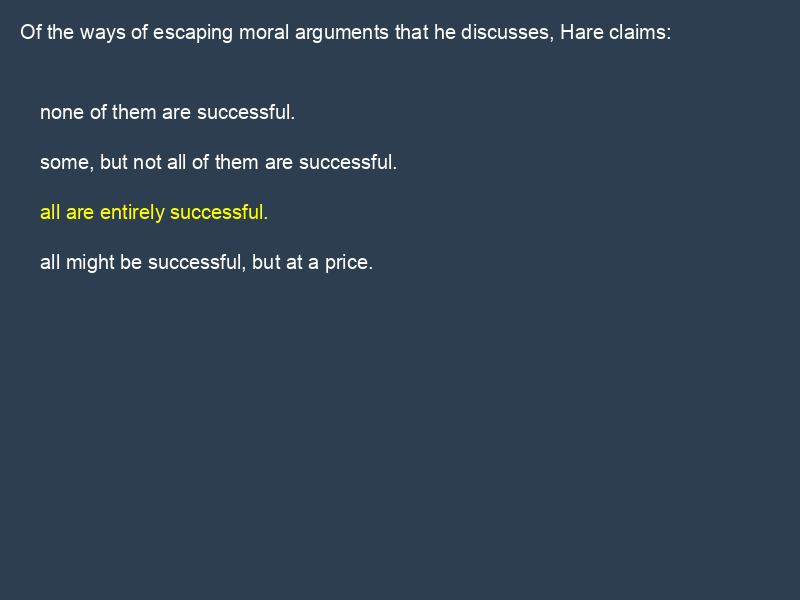 Of the ways of escaping moral arguments that he discusses, Hare claims:
none of them are successful.
some, but not all of them are successful.
all are entirely successful.
all might be successful, but at a price.